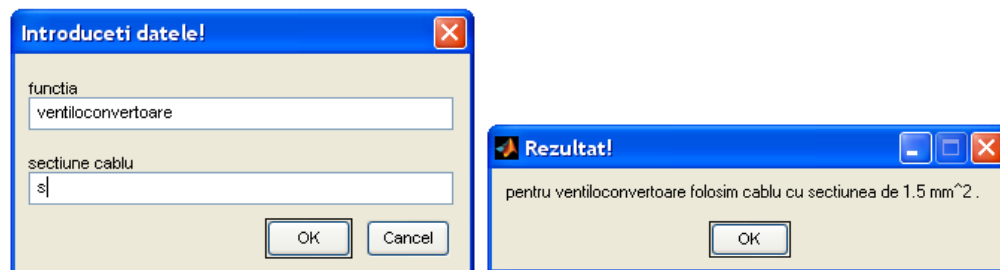 Introduceti datele!
functia
ventiloconvertoare
sectiune cablu
s
OK Cancel
Rezultat!
pentru ventiloconvertoare folosim cablu cu sectiunea de 1.5 mm^2 .
OK